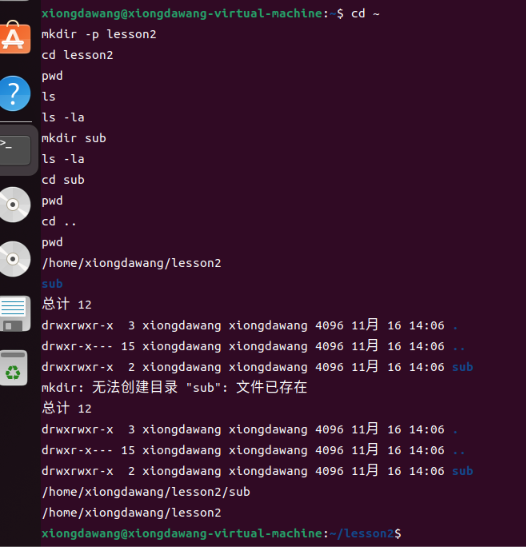 xiongdawang@xiongdawang-virtual-machine:~$ cd ~
mkdir -p lesson2
cd lesson2
pwd
ls
ls -la
mkdir sub
ls -la
cd sub
pwd
cd ..
pwd
/home/xiongdawang/lesson2
sub
总计 12
drwxrwxr-x  3 xiongdawang xiongdawang 4096 11月 16 14:06 .
drwxr-x--- 15 xiongdawang xiongdawang 4096 11月 16 14:06 ..
drwxrwxr-x  2 xiongdawang xiongdawang 4096 11月 16 14:06 sub
mkdir: 无法创建目录 "sub": 文件已存在
总计 12
drwxrwxr-x  3 xiongdawang xiongdawang 4096 11月 16 14:06 .
drwxr-x--- 15 xiongdawang xiongdawang 4096 11月 16 14:06 ..
drwxrwxr-x  2 xiongdawang xiongdawang 4096 11月 16 14:06 sub
/home/xiongdawang/lesson2/sub
/home/xiongdawang/lesson2
xiongdawang@xiongdawang-virtual-machine:~/lesson2$